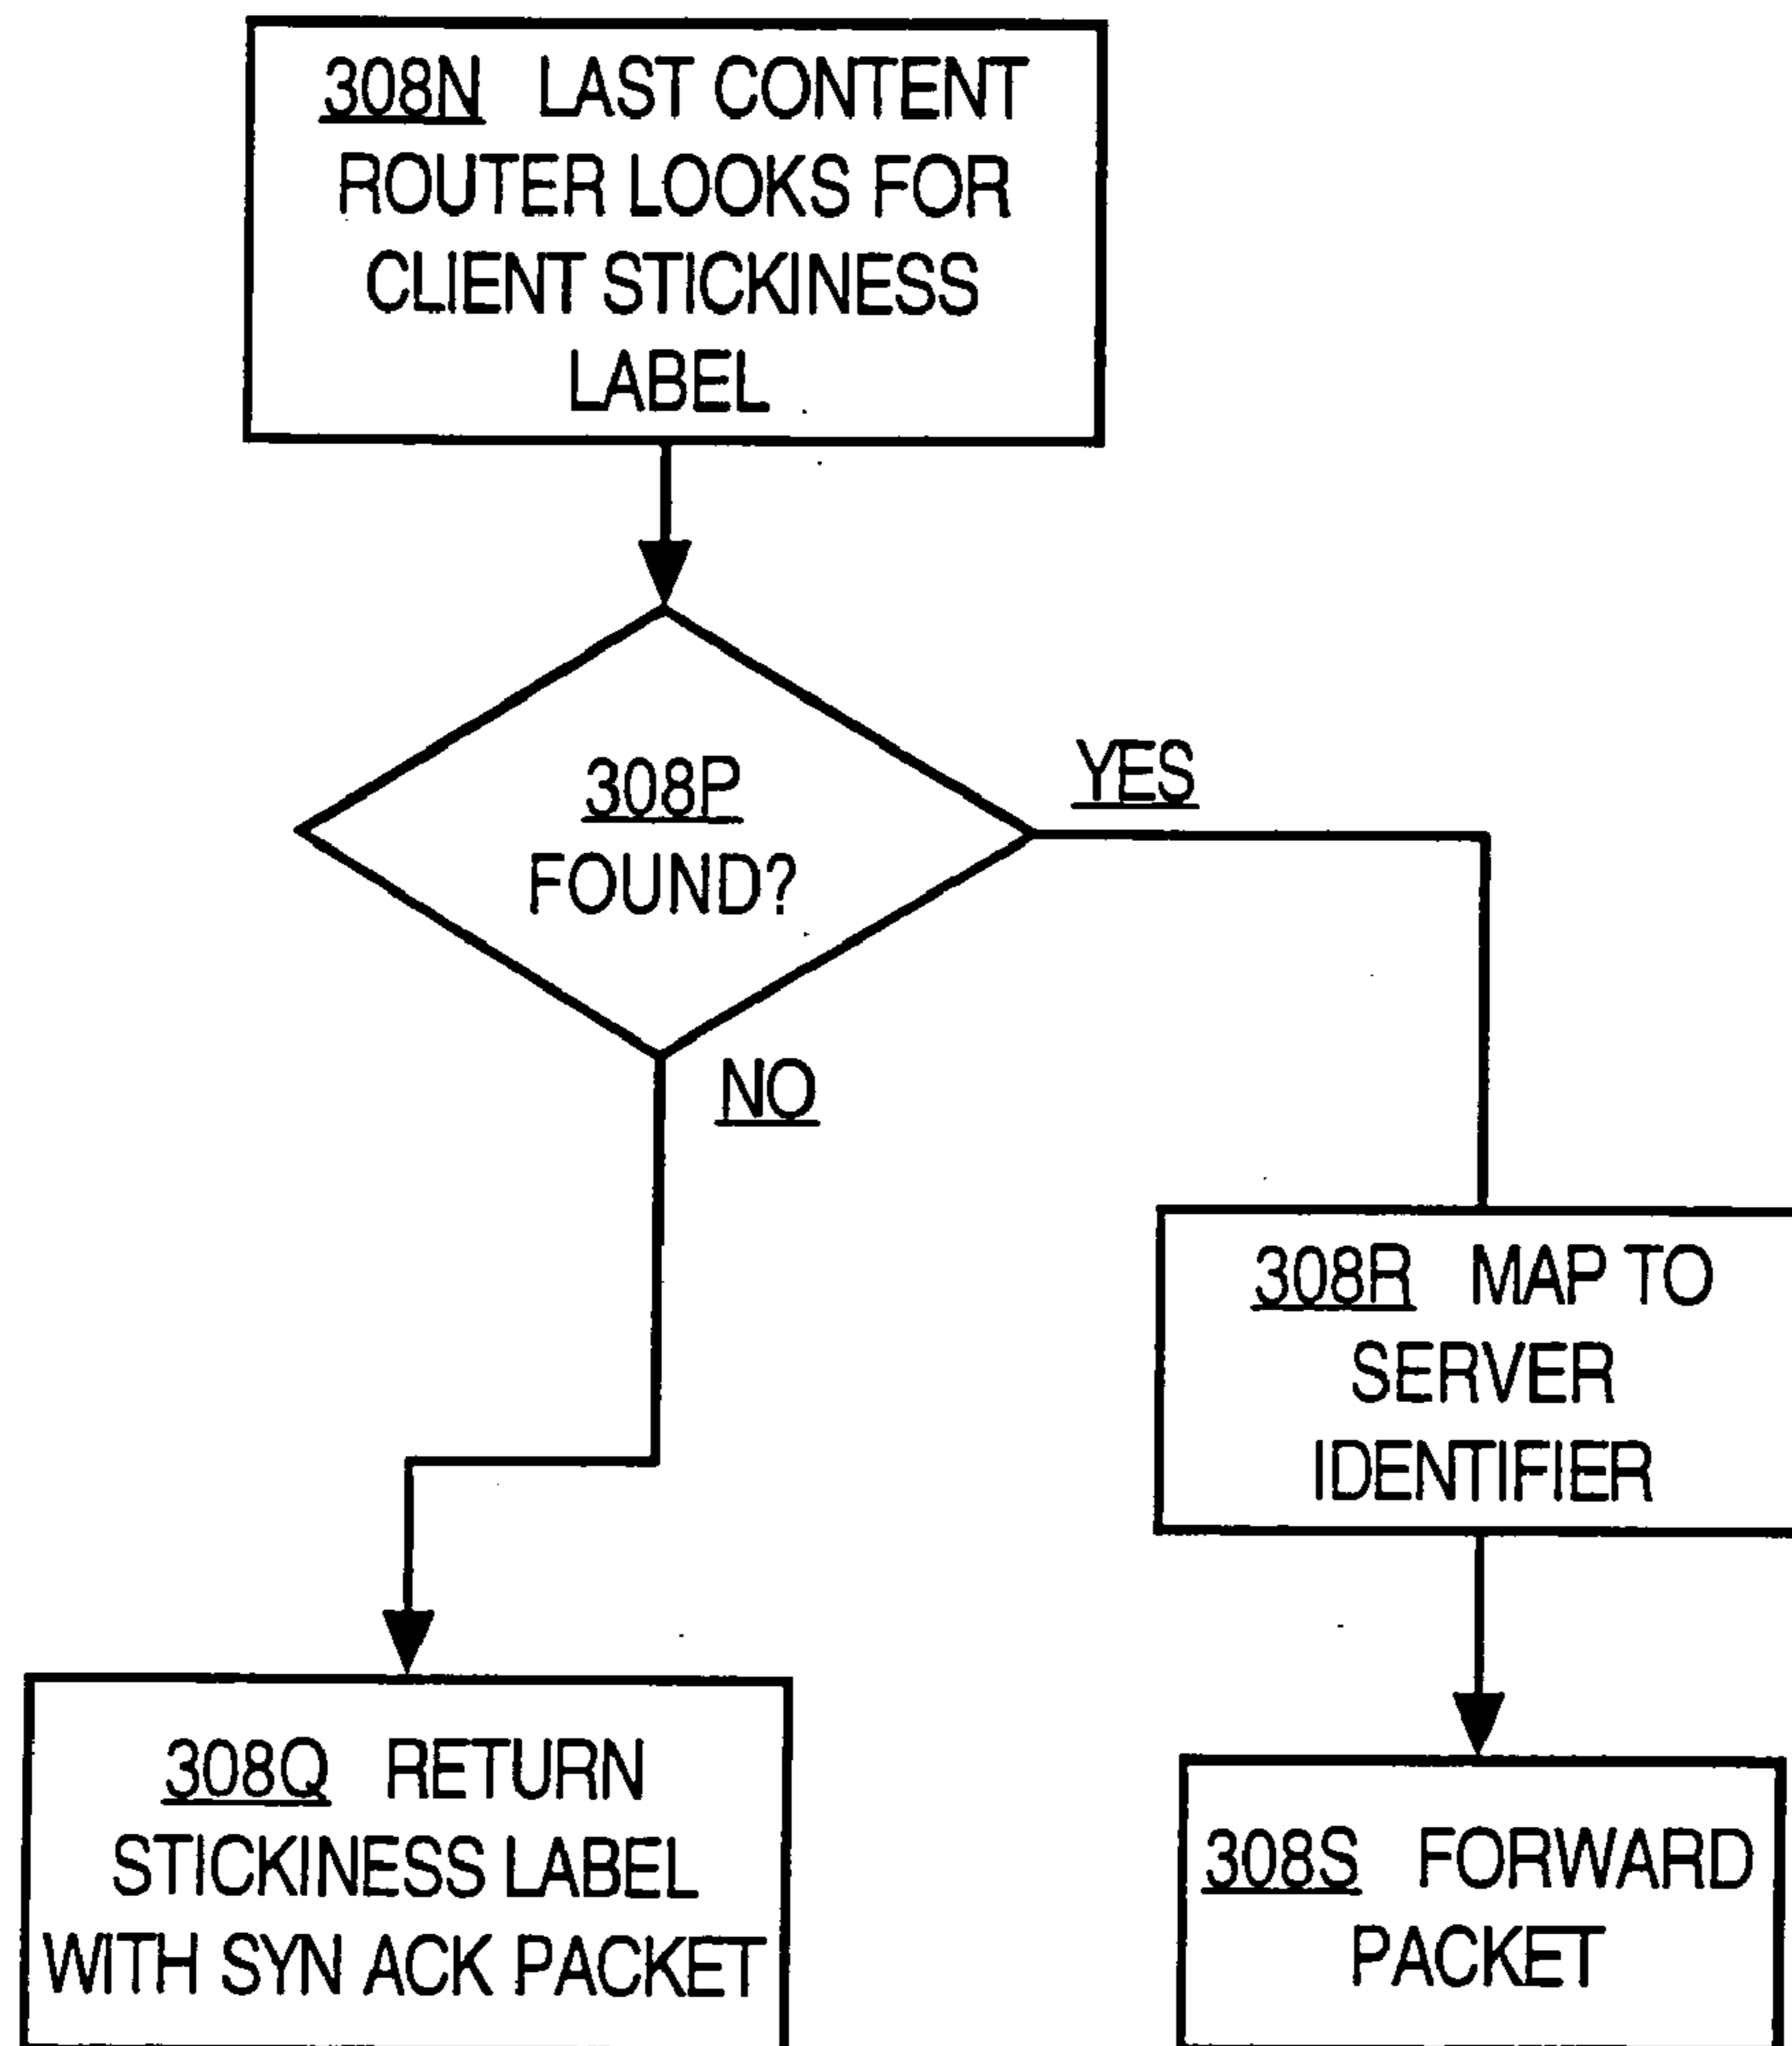 308N LAST CONTENT
ROUTER LOOKS FOR
CLIENT STICKINESS
LABEL
308P
FOUND?
YES
NO
308R MAP TO
SERVER
IDENTIFIER
308Q RETURN
STICKINESS LABEL
WITH SYN ACK PACKET
308S FORWARD
PACKET